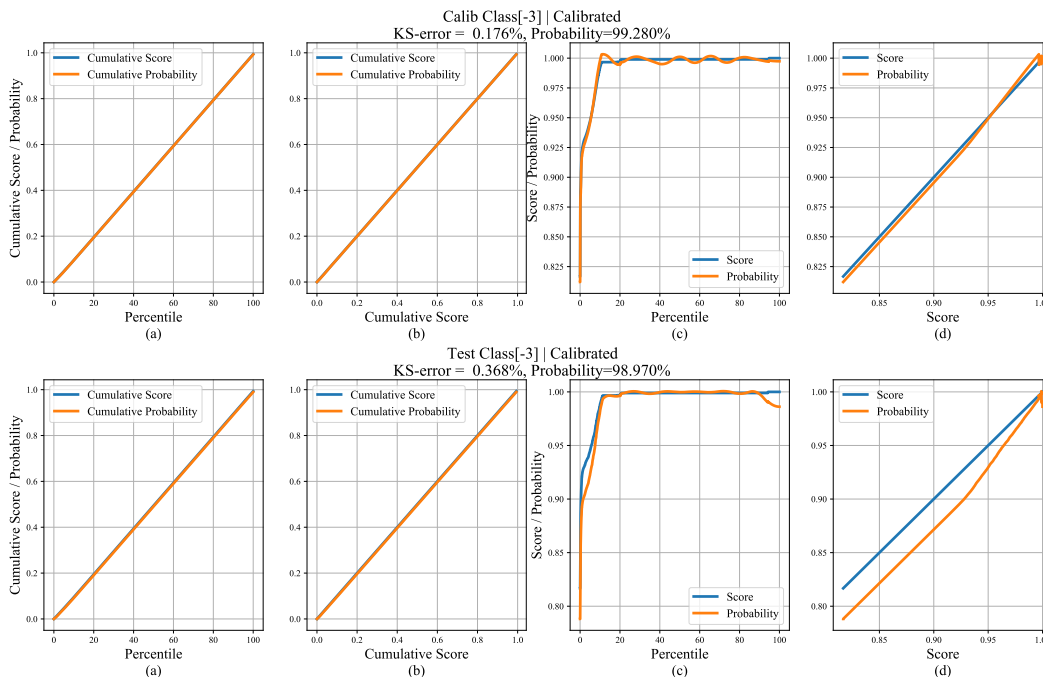 Calib Class[-3] | Calibrated
KS-error = 0.176%, Probability=99.280%
Cumulative Score / Probability
1.0
0.8
0.6
0.4
0.2
0.0
Cumulative Score
Cumulative Probability
0 20 40 60 80 100
Percentile
(a)
1.0
0.8
0.6
0.4
0.2
0.0
Cumulative Score
Cumulative Probability
0.0 0.2 0.4 0.6 0.8 1.0
Cumulative Score
(b)
Score / Probability
1.000
0.975
0.950
0.925
0.900
0.875
0.850
0.825
Score
Probability
0 20 40 60 80 100
Percentile
(c)
1.000
0.975
0.950
0.925
0.900
0.875
0.850
0.825
Score
Probability
0.85 0.90 0.95 1.0
Score
(d)
Test Class[-3] | Calibrated
KS-error = 0.368%, Probability=98.970%
Cumulative Score / Probability
1.0
0.8
0.6
0.4
0.2
0.0
Cumulative Score
Cumulative Probability
0 20 40 60 80 100
Percentile
(a)
1.0
0.8
0.6
0.4
0.2
0.0
Cumulative Score
Cumulative Probability
0.0 0.2 0.4 0.6 0.8 1.0
Cumulative Score
(b)
Score / Probability
1.00
0.95
0.90
0.85
0.80
Score
Probability
0 20 40 60 80 100
Percentile
(c)
1.00
0.95
0.90
0.85
0.80
Score
Probability
0.85 0.90 0.95 1.0
Score
(d)